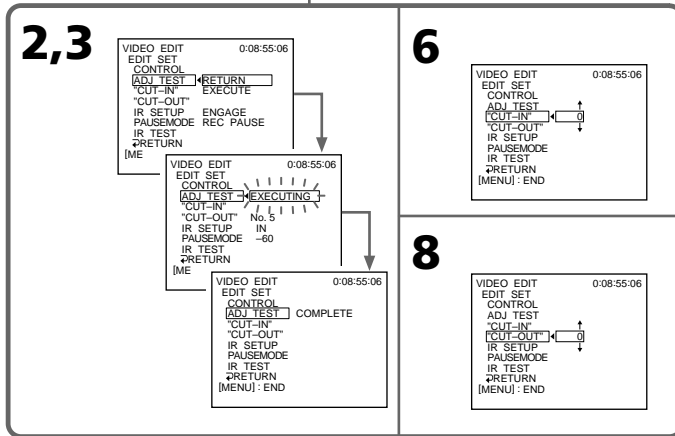 2,3
VIDEO EDIT 0:08:55:06
EDIT SET
CONTROL
ADJ TEST RETURN
"CUT–IN" EXECUTE
"CUT–OUT"
IR SETUP ENGAGE
PAUSEMODE REC PAUSE
IR TEST
RETURN
[ME
VIDEO EDIT 0:08:55:06
EDIT SET
CONTROL
ADJ TEST EXECUTING
"CUT–IN"
"CUT–OUT" No. 5
IR SETUP IN
PAUSEMODE –60
IR TEST
RETURN
[ME
VIDEO EDIT 0:08:55:06
EDIT SET
CONTROL
ADJ TEST COMPLETE
"CUT–IN"
"CUT–OUT"
IR SETUP
PAUSEMODE
IR TEST
RETURN
[MENU] : END
6
VIDEO EDIT 0:08:55:06
EDIT SET
CONTROL
ADJ TEST
"CUT–IN" 0
"CUT–OUT"
IR SETUP
PAUSEMODE
IR TEST
RETURN
[MENU] : END
8
VIDEO EDIT 0:08:55:06
EDIT SET
CONTROL
ADJ TEST
"CUT–IN"
"CUT–OUT" 0
IR SETUP
PAUSEMODE
IR TEST
RETURN
[MENU] : END